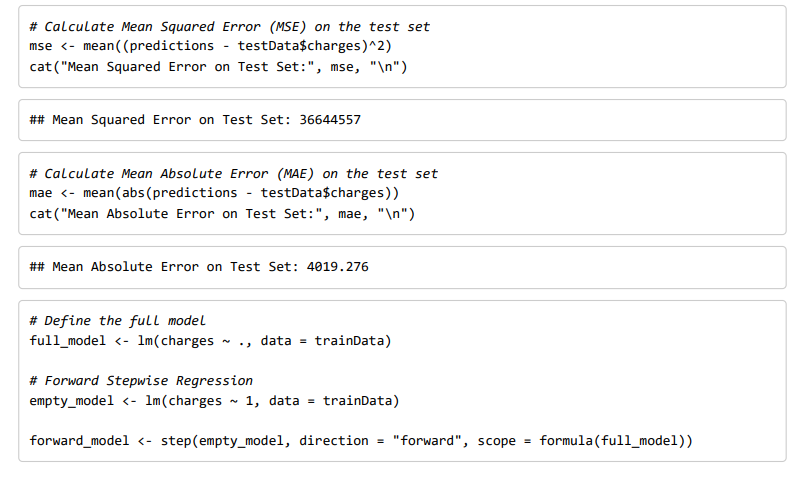 # Calculate Mean Squared Error (MSE) on the test set
mse <- mean((predictions - testData$charges)^2)
cat("Mean Squared Error on Test Set:", mse, "\n")
## Mean Squared Error on Test Set: 36644557
# Calculate Mean Absolute Error (MAE) on the test set
mae <- mean(abs(predictions - testData$charges))
cat("Mean Absolute Error on Test Set:", mae, "\n")
## Mean Absolute Error on Test Set: 4019.276
# Define the full model
full_model <- lm(charges ~ ., data = trainData)
# Forward Stepwise Regression
empty_model <- lm(charges ~ 1, data = trainData)
forward_model <- step(empty_model, direction = "forward", scope = formula(full_model))